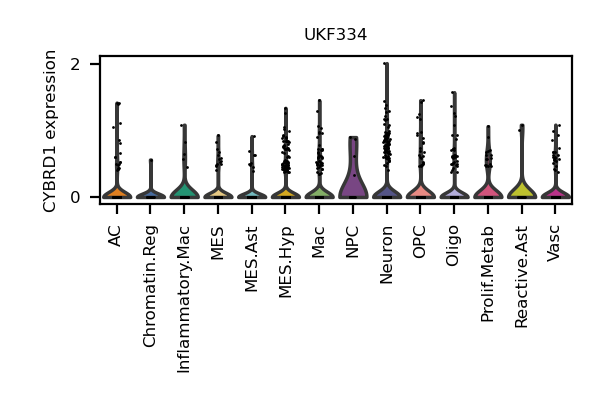 UKF334
CYBRD1 expression
2
0
AC
Chromatin.Reg
Inflammatory.Mac
MES
MES.Ast
MES.Hyp
Mac
NPC
Neuron
OPC
Oligo
Prolif.Metab
Reactive.Ast
Vasc